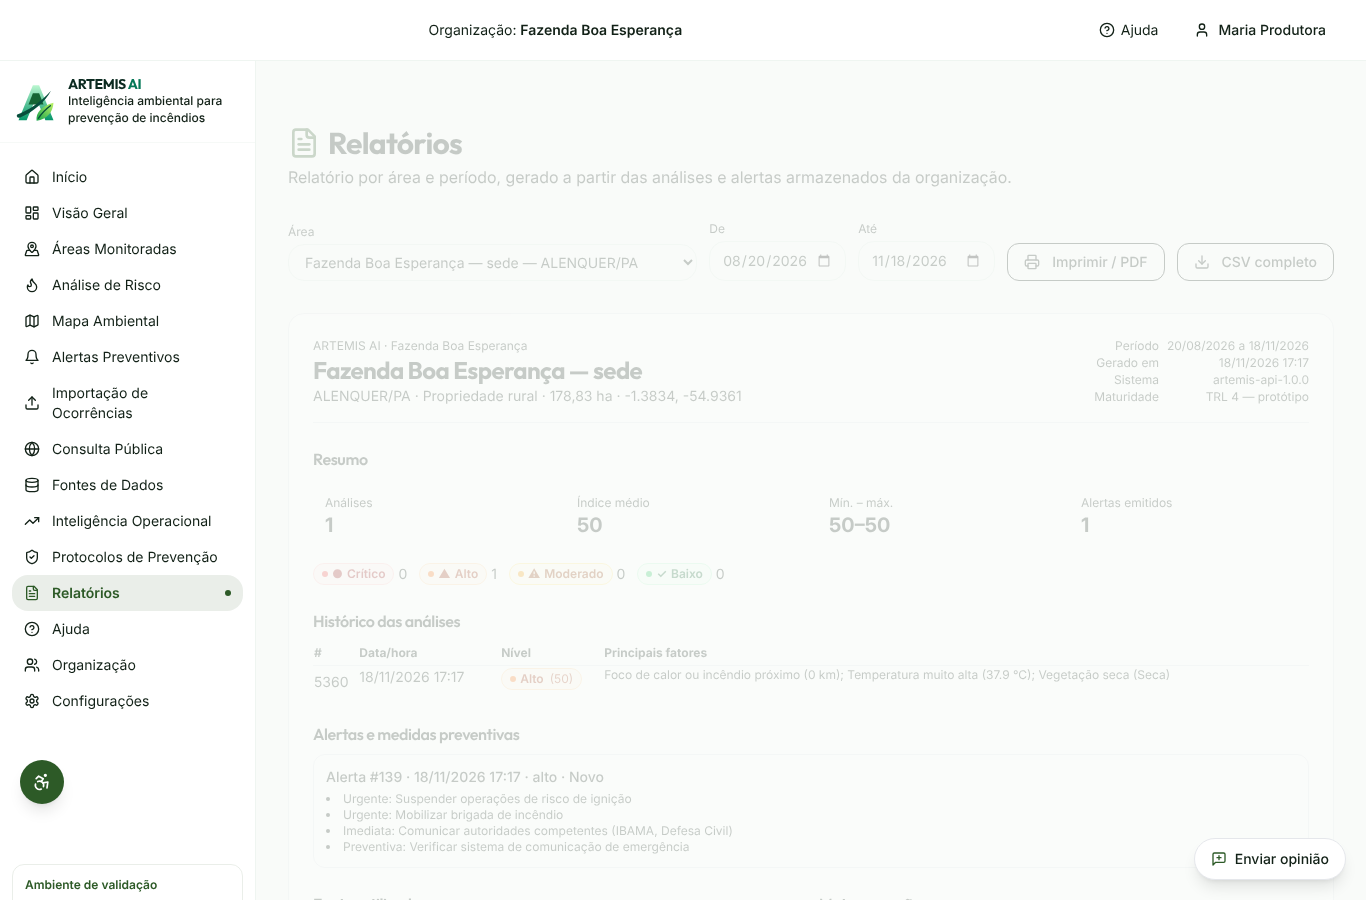 Organização: Fazenda Boa Esperança
Ajuda
Maria Produtora
ARTEMIS AI
Inteligência ambiental para
prevenção de incêndios
Início
Visão Geral
Áreas Monitoradas
Análise de Risco
Mapa Ambiental
Alertas Preventivos
Importação de
Ocorrências
Consulta Pública
Fontes de Dados
Inteligência Operacional
Protocolos de Prevenção
Relatórios
Ajuda
Organização
Configurações
Ambiente de validação
Relatórios
Relatório por área e período, gerado a partir das análises e alertas armazenados da organização.
Área
De
Até
Fazenda Boa Esperança — sede — ALENQUER/PA
08/20/2026
11/18/2026
Imprimir / PDF
CSV completo
ARTEMIS AI · Fazenda Boa Esperança
Fazenda Boa Esperança — sede
ALENQUER/PA · Propriedade rural · 178,83 ha · -1.3834, -54.9361
Período 20/08/2026 a 18/11/2026
Gerado em 18/11/2026 17:17
Sistema artemis-api-1.0.0
Maturidade TRL 4 — protótipo
Resumo
Análises
1
Índice médio
50
Mín. – máx.
50–50
Alertas emitidos
1
Crítico 0 Alto 1 Moderado 0 Baixo 0
Histórico das análises
# Data/hora Nível Principais fatores
5360 18/11/2026 17:17 Alto (50) Foco de calor ou incêndio próximo (0 km); Temperatura muito alta (37.9 °C); Vegetação seca (Seca)
Alertas e medidas preventivas
Alerta #139 · 18/11/2026 17:17 · alto · Novo
• Urgente: Suspender operações de risco de ignição
• Urgente: Mobilizar brigada de incêndio
• Imediata: Comunicar autoridades competentes (IBAMA, Defesa Civil)
• Preventiva: Verificar sistema de comunicação de emergência
Enviar opinião